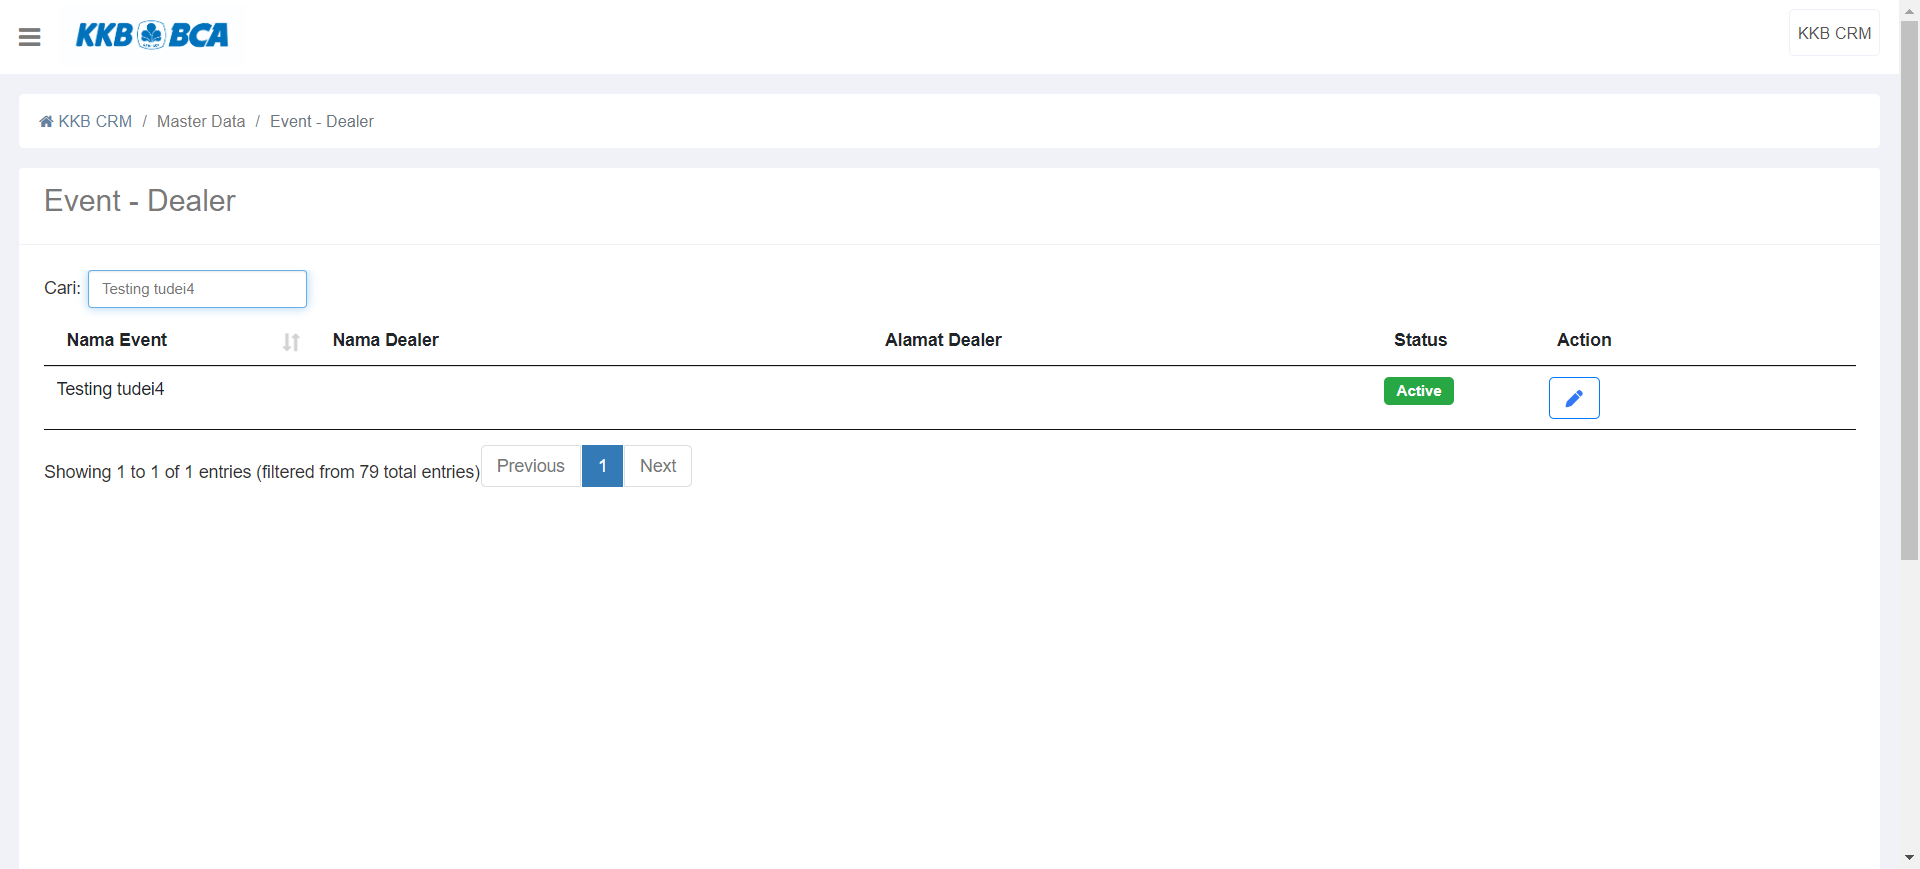 KKB BCA
KKB CRM
KKB CRM / Master Data / Event - Dealer
Event - Dealer
Cari: Testing tudei4
Nama Event Nama Dealer Alamat Dealer Status Action
Testing tudei4 Active
Showing 1 to 1 of 1 entries (filtered from 79 total entries) Previous 1 Next